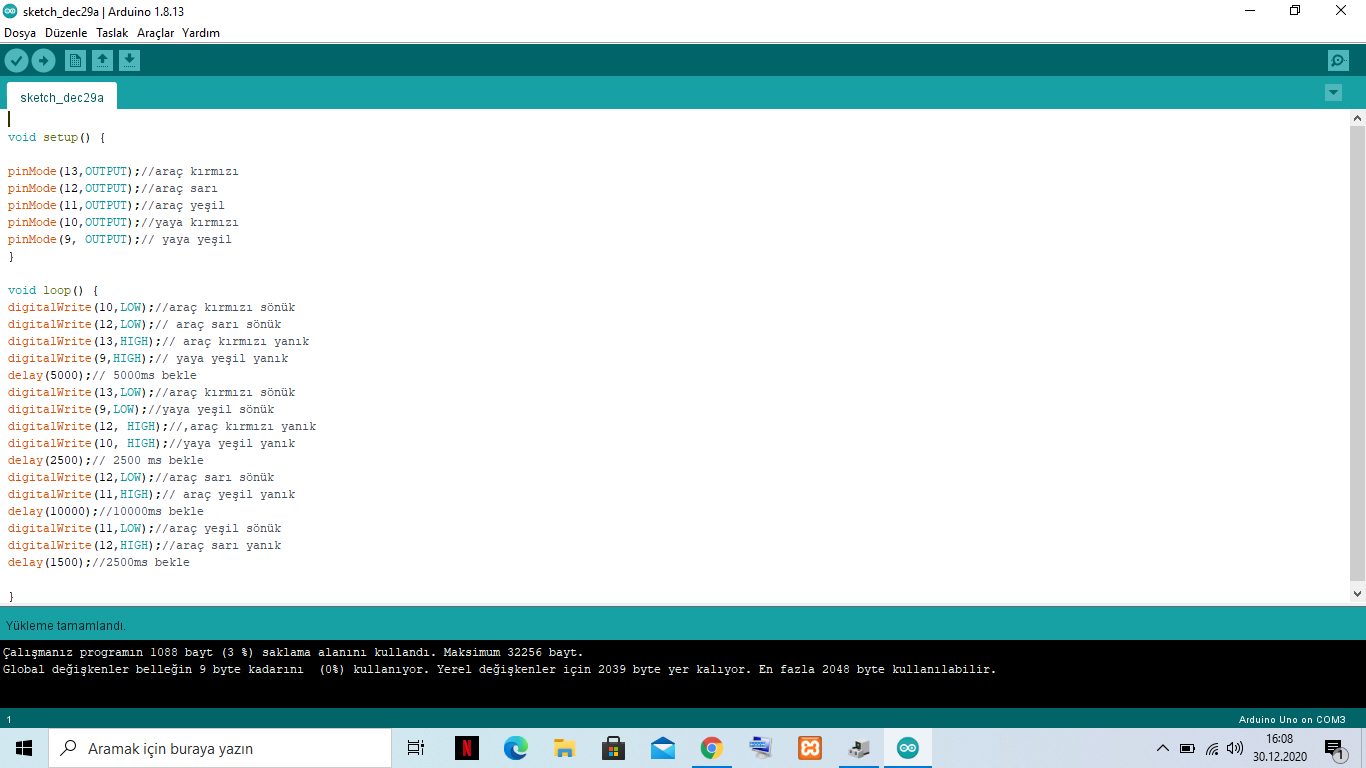 sketch_dec29a | Arduino 1.8.13
Dosya Düzenle Taslak Araçlar Yardım
sketch_dec29a
void setup() {
pinMode(13,OUTPUT);//araç kırmızı
pinMode(12,OUTPUT);//araç sarı
pinMode(11,OUTPUT);//araç yeşil
pinMode(10,OUTPUT);//yaya kırmızı
pinMode(9, OUTPUT);// yaya yeşil
}
void loop() {
digitalWrite(10,LOW);//araç kırmızı sönük
digitalWrite(12,LOW);// araç sarı sönük
digitalWrite(13,HIGH);// araç kırmızı yanık
digitalWrite(9,HIGH);// yaya yeşil yanık
delay(5000);// 5000ms bekle
digitalWrite(13,LOW);//araç kırmızı sönük
digitalWrite(9,LOW);//yaya yeşil sönük
digitalWrite(12, HIGH);//,araç kırmızı yanık
digitalWrite(10, HIGH);//yaya yeşil yanık
delay(2500);// 2500 ms bekle
digitalWrite(12,LOW);//araç sarı sönük
digitalWrite(11,HIGH);// araç yeşil yanık
delay(10000);//10000ms bekle
digitalWrite(11,LOW);//araç yeşil sönük
digitalWrite(12,HIGH);//araç sarı yanık
delay(1500);//2500ms bekle
}
Yükleme tamamlandı.
Çalışmanız programın 1088 bayt (3 %) saklama alanını kullandı. Maksimum 32256 bayt.
Global değişkenler belleğin 9 byte kadarını  (0%) kullanıyor. Yerel değişkenler için 2039 byte yer kalıyor. En fazla 2048 byte kullanılabilir.
1
Arduino Uno on COM3
Aramak için buraya yazın
N
16:08
30.12.2020
1